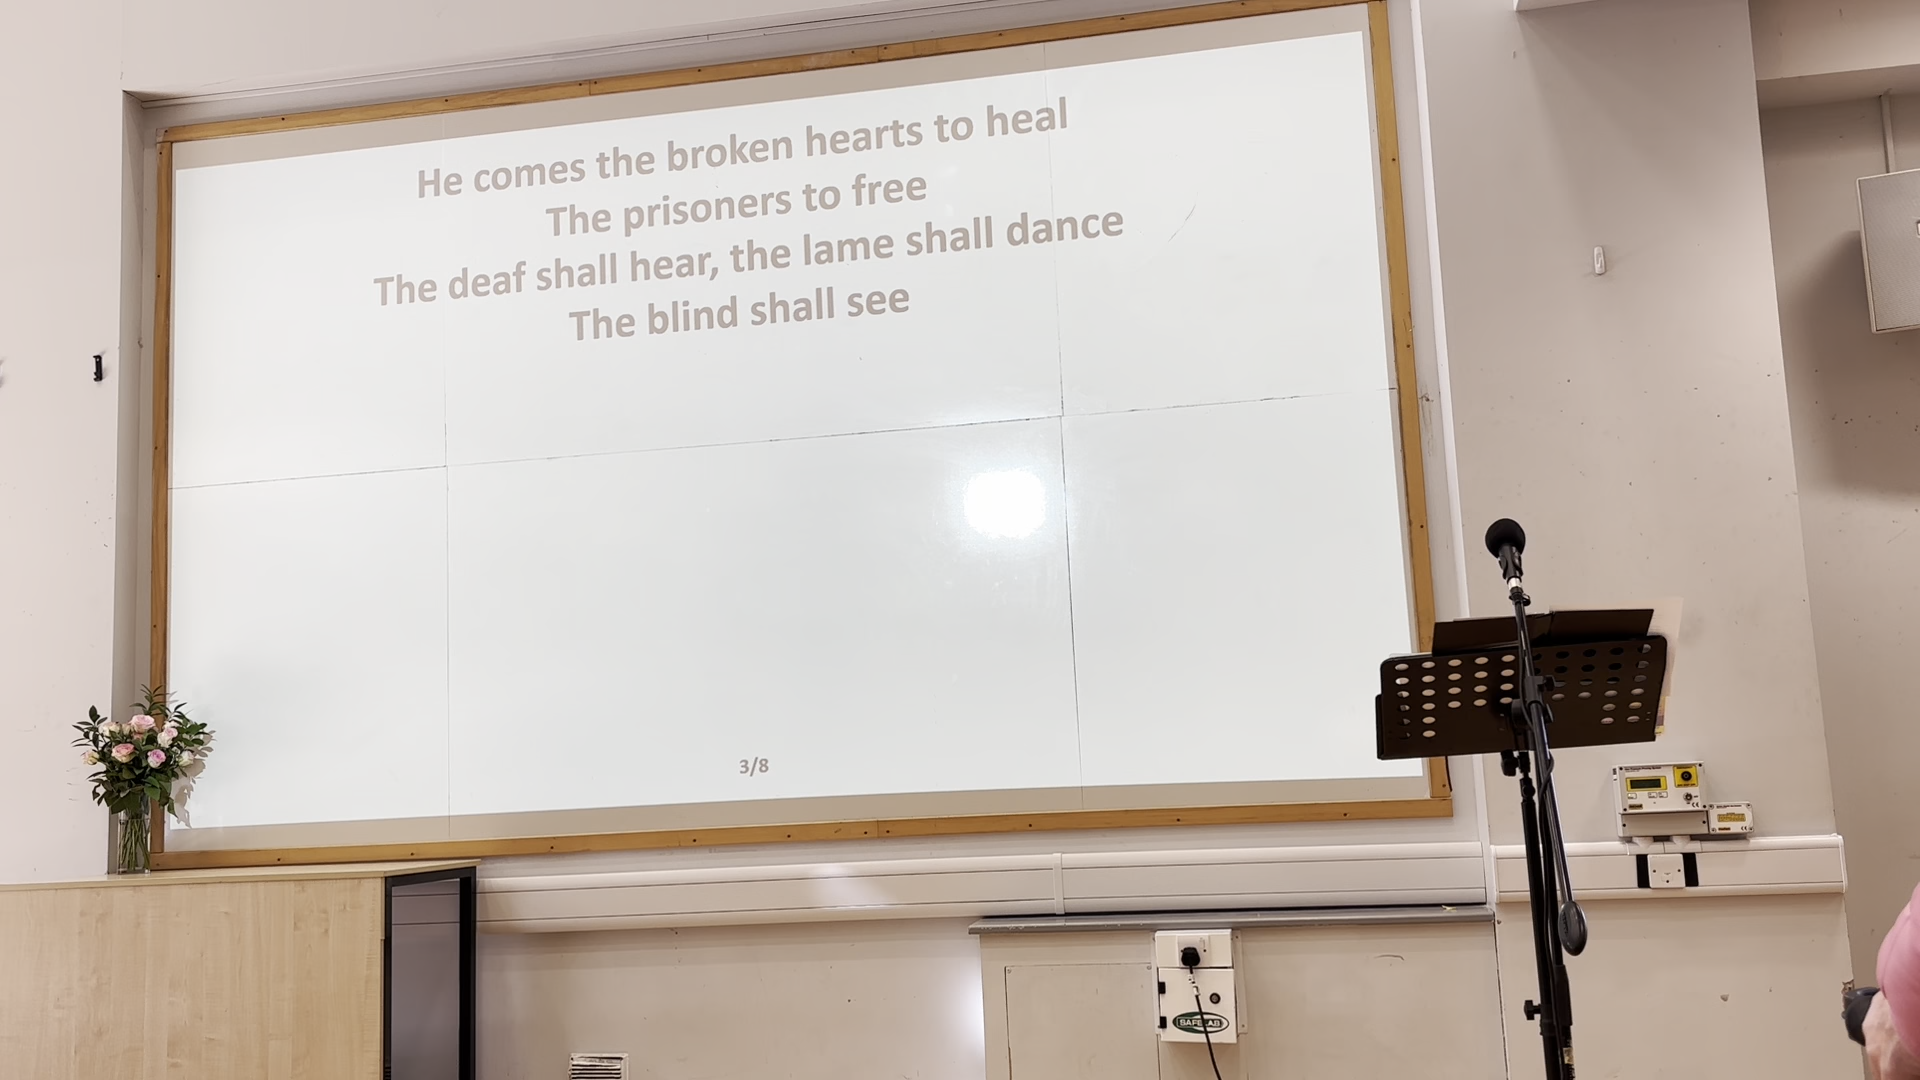 He comes the broken hearts to heal
The prisoners to free
The deaf shall hear, the lame shall dance
The blind shall see
3/8
SAFELAB